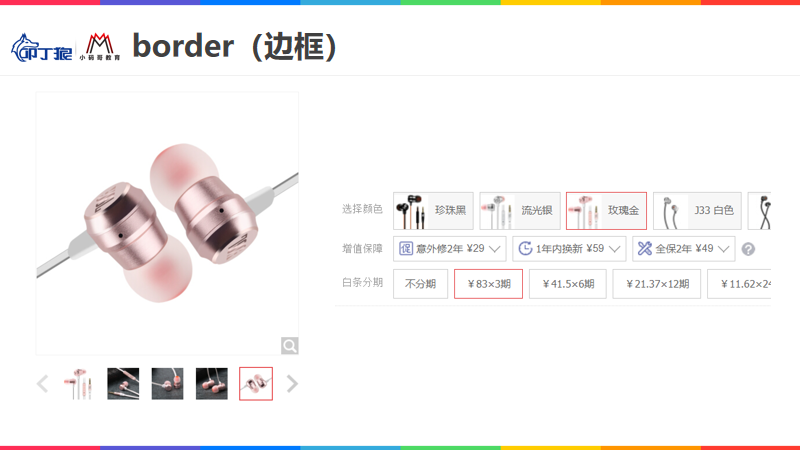 叩丁狼
小码哥教育
border（边框）
选择颜色 珍珠黑 流光银 玫瑰金 J33 白色
增值保障 促 意外修2年 ¥29 1年内换新 ¥59 全保2年 ¥49 ?
白条分期 不分期 ¥83×3期 ¥41.5×6期 ¥21.37×12期 ¥11.62×24